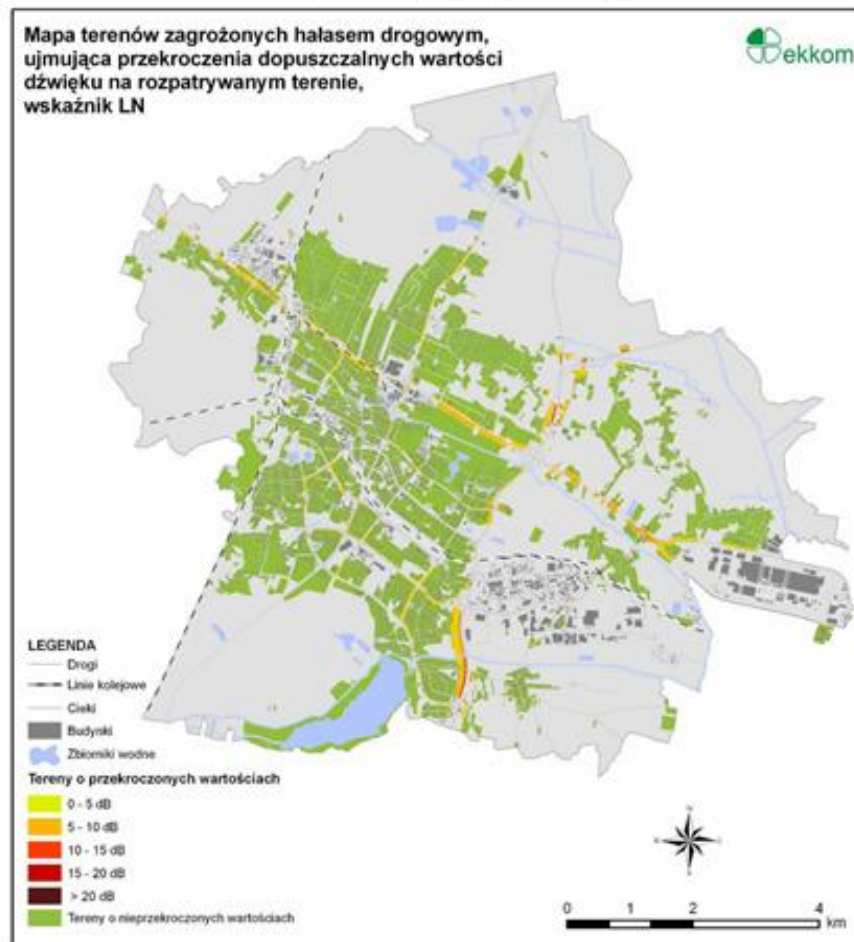 Mapa terenów zagrożonych hałasem drogowym,
ujmująca przekroczenia dopuszczalnych wartości
dźwięku na rozpatrywanym terenie,
wskaźnik LN
ekkom
LEGENDA
Drogi
Linie kolejowe
Cieki
Budynki
Zbiorniki wodne
Tereny o przekroczonych wartościach
0 - 5 dB
5 - 10 dB
10 - 15 dB
15 - 20 dB
> 20 dB
Tereny o nieprzekroczonych wartościach
N
S
0 1 2 4
km